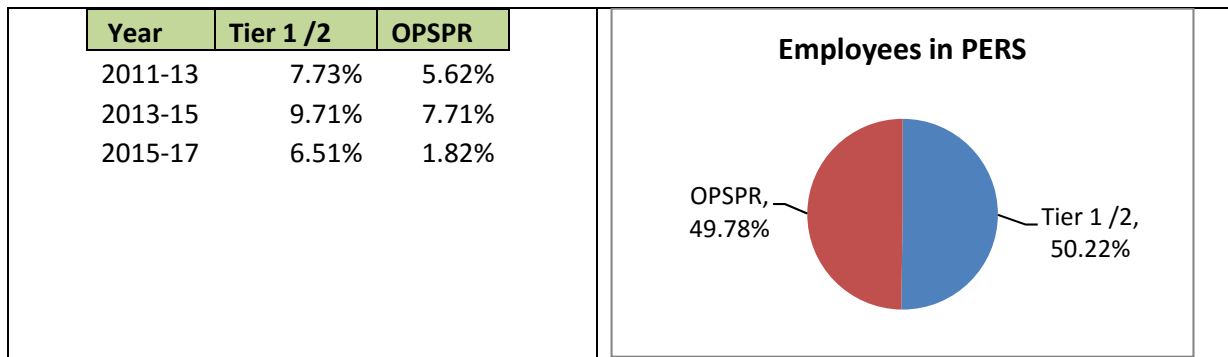 Year Tier 1 /2 OPSPR
2011-13 7.73% 5.62%
2013-15 9.71% 7.71%
2015-17 6.51% 1.82%
Employees in PERS
OPSPR,
49.78%
Tier 1 /2,
50.22%